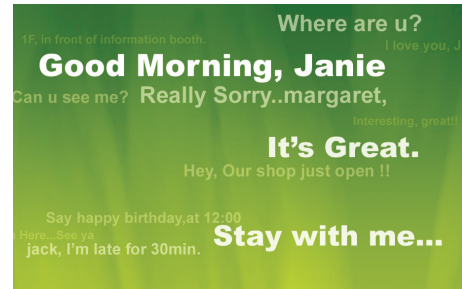 Where are u?
1F, in front of information booth.
I love you, J
Good Morning, Janie
Can u see me?
Really Sorry..margaret,
Interesting, great!!
It's Great.
Hey, Our shop just open !!
Say happy birthday,at 12:00
Here...See ya
Stay with me...
jack, I'm late for 30min.